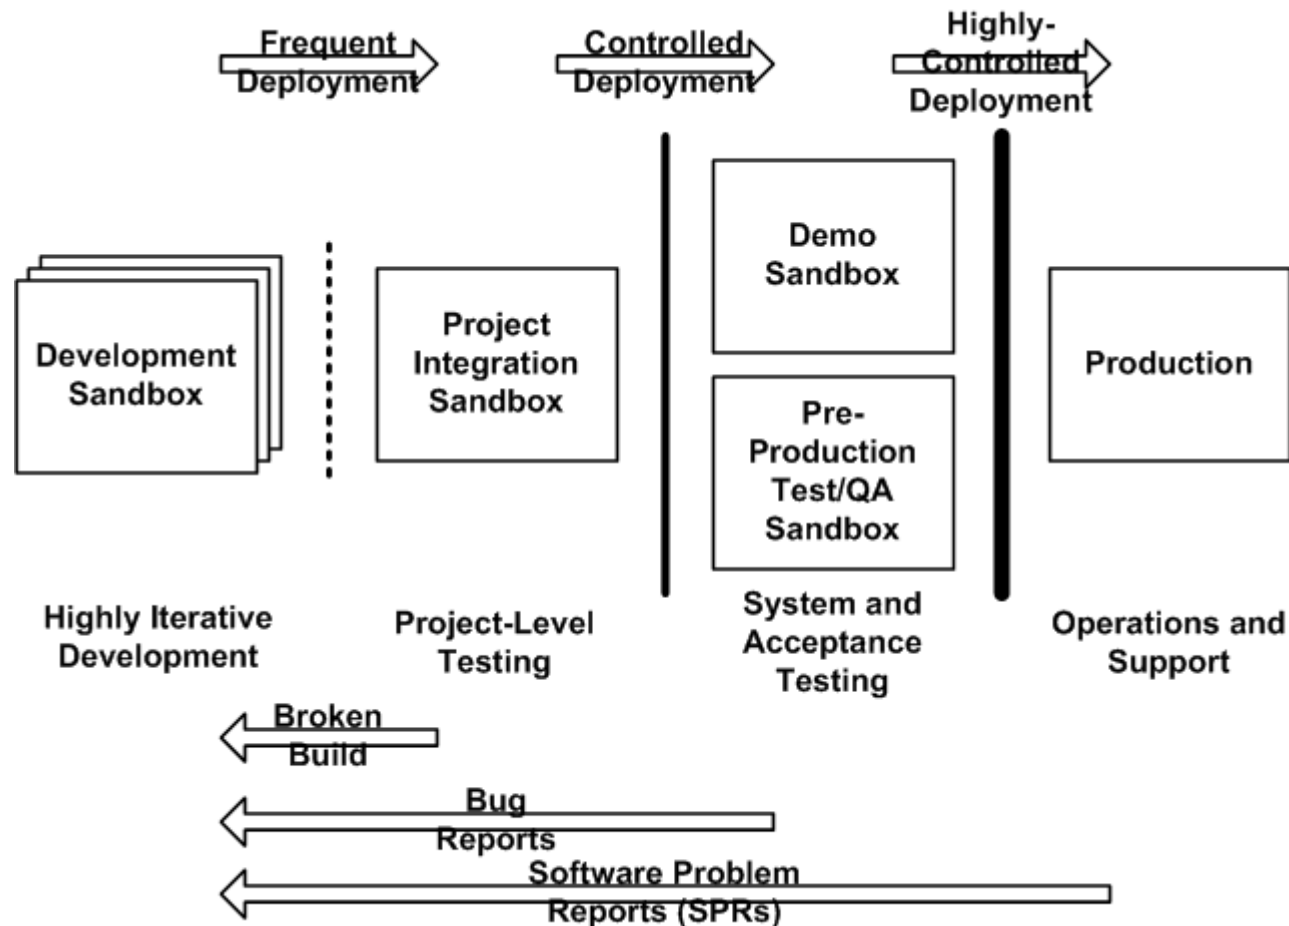 Frequent
Deployment
Controlled
Deployment
Highly-
Controlled
Deployment
Development
Sandbox
Project
Integration
Sandbox
Demo
Sandbox
Pre-
Production
Test/QA
Sandbox
Production
Highly Iterative
Development
Project-Level
Testing
System and
Acceptance
Testing
Operations and
Support
Broken
Build
Bug
Reports
Software Problem
Reports (SPRs)